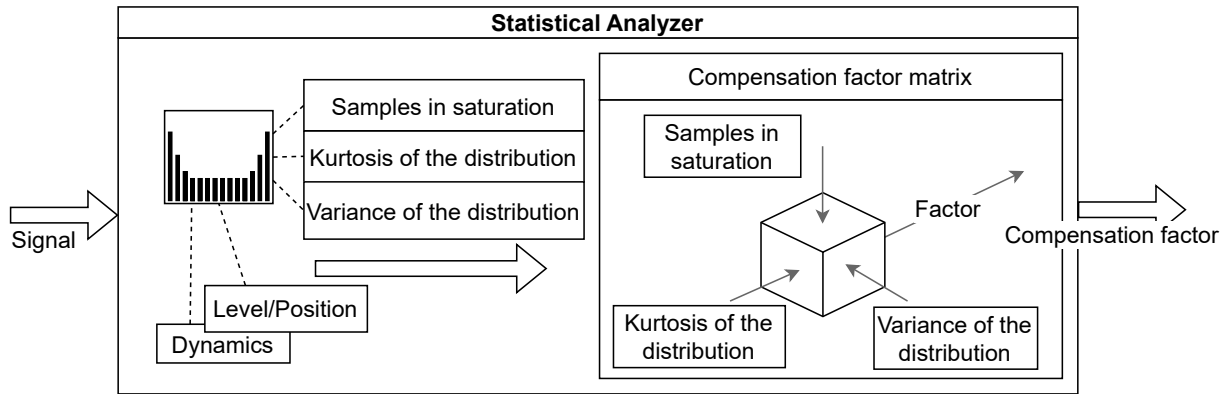 Statistical Analyzer
Signal
Samples in saturation
Kurtosis of the distribution
Variance of the distribution
Level/Position
Dynamics
Compensation factor matrix
Samples in
saturation
Factor
Kurtosis of the
distribution
Variance of the
distribution
Compensation factor